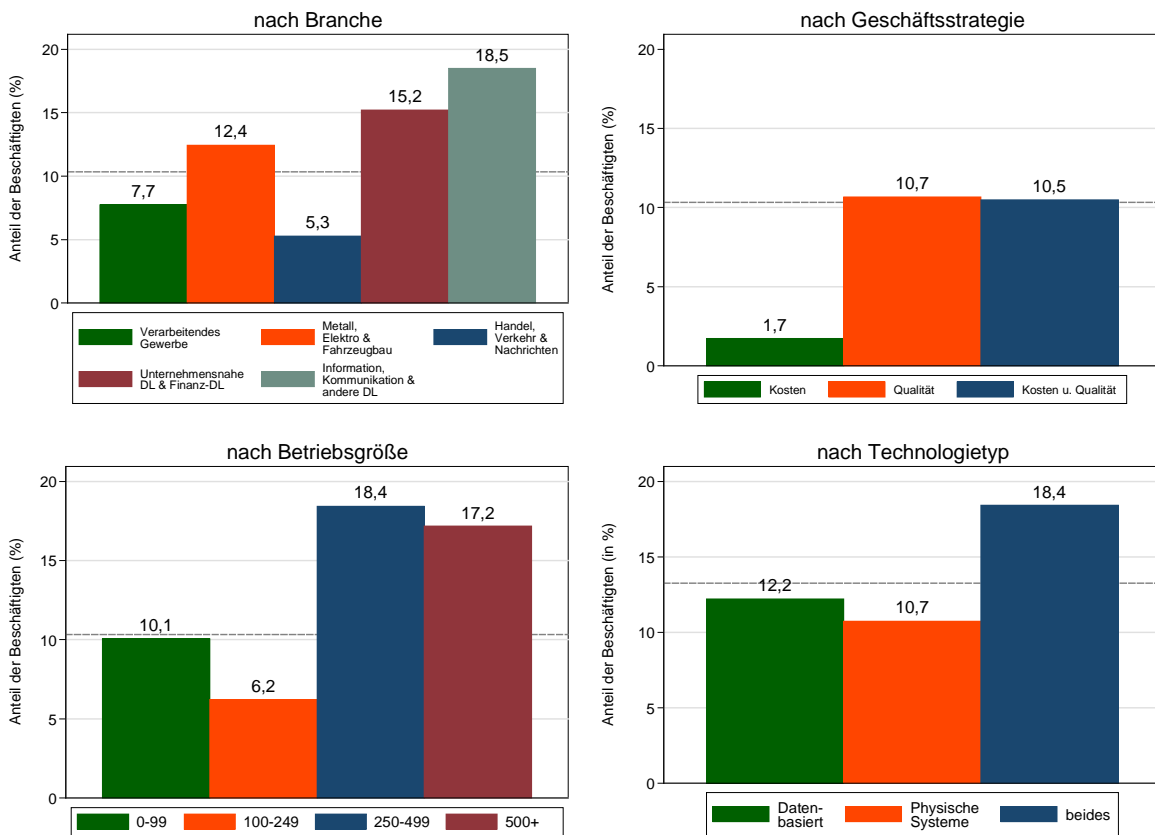 nach Branche
Anteil der Beschäftigten (%)
20
15
10
5
0
7,7
12,4
5,3
15,2
18,5
Verarbeitendes
Gewerbe
Metall,
Elektro &
Fahrzeugbau
Handel,
Verkehr &
Nachrichten
Unternehmensnahe
DL & Finanz-DL
Information,
Kommunikation &
andere DL
nach Geschäftsstrategie
Anteil der Beschäftigten (%)
20
15
10
5
0
1,7
10,7
10,5
Kosten
Qualität
Kosten u. Qualität
nach Betriebsgröße
Anteil der Beschäftigten (%)
20
15
10
5
0
10,1
6,2
18,4
17,2
0-99
100-249
250-499
500+
nach Technologietyp
Anteil der Beschäftigten (in %)
20
15
10
5
0
12,2
10,7
18,4
Daten-
basiert
Physische
Systeme
beides